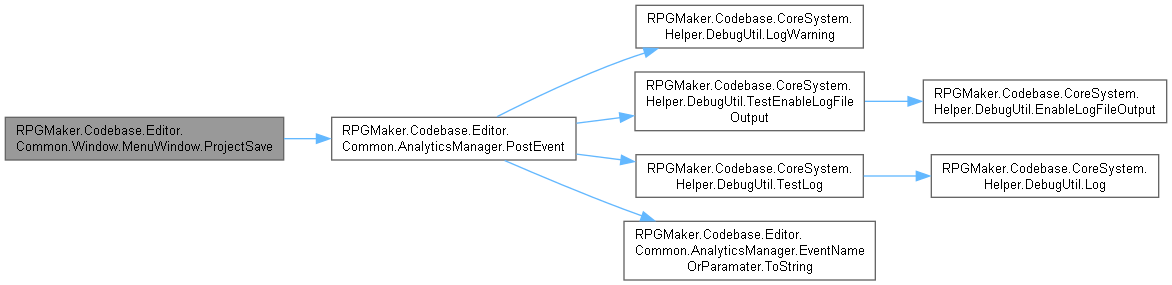 RPGMaker.Codebase.Editor.
Common.Window.MenuWindow.ProjectSave
RPGMaker.Codebase.Editor.
Common.AnalyticsManager.PostEvent
RPGMaker.Codebase.CoreSystem.
Helper.DebugUtil.LogWarning
RPGMaker.Codebase.CoreSystem.
Helper.DebugUtil.TestEnableLogFile
Output
RPGMaker.Codebase.CoreSystem.
Helper.DebugUtil.EnableLogFileOutput
RPGMaker.Codebase.CoreSystem.
Helper.DebugUtil.TestLog
RPGMaker.Codebase.CoreSystem.
Helper.DebugUtil.Log
RPGMaker.Codebase.Editor.
Common.AnalyticsManager.EventName
OrParamater.ToString